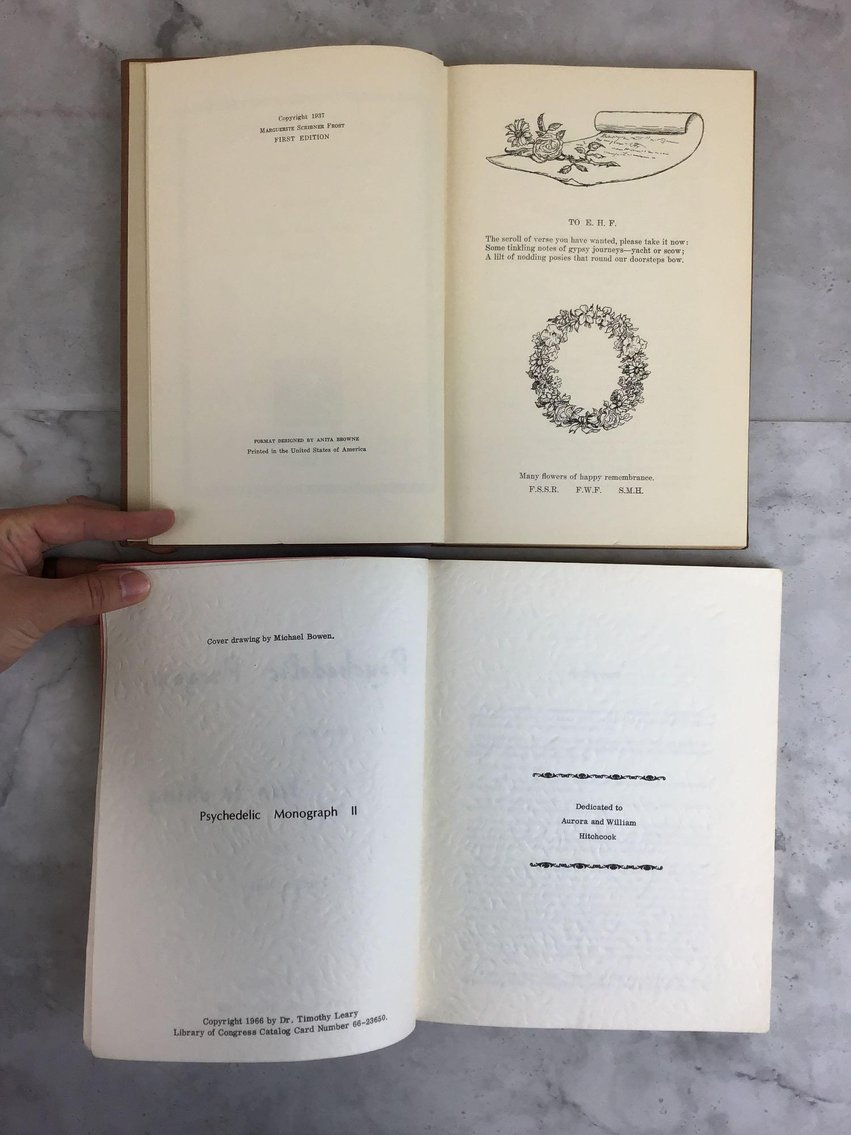 Copyright 1937
Marguerite Scribner Frost
FIRST EDITION
FORMAT DESIGNED BY ANITA BROWNE
Printed in the United States of America
TO E. H. F.
The scroll of verse you have wanted, please take it now:
Some tinkling notes of gypsy journeys—yacht or scow;
A lilt of nodding posies that round our doorsteps bow.
Many flowers of happy remembrance.
F.S.S.R. F.W.F. S.M.H.
Cover drawing by Michael Bowen.
Psychedelic Monograph II
Copyright 1966 by Dr. Timothy Leary
Library of Congress Catalog Card Number 66-23650.
Dedicated to
Aurora and William
Hitchcook